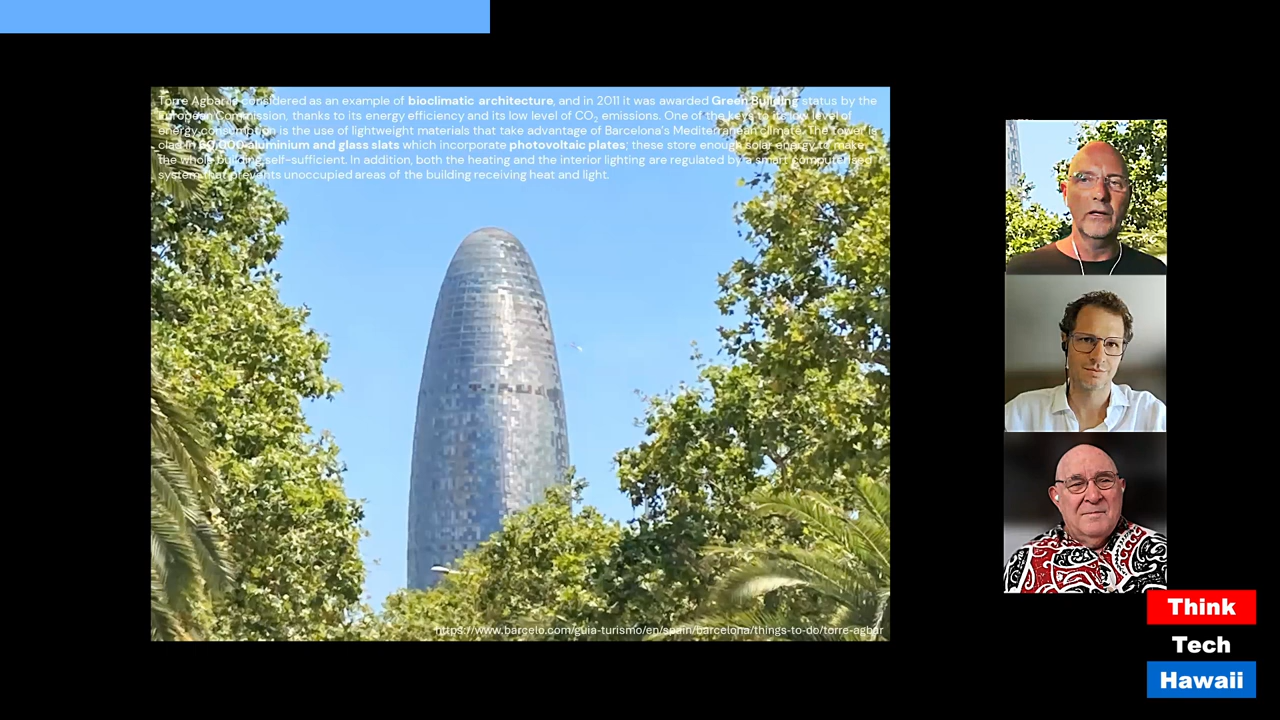 Torre Agbar is considered as an example of bioclimatic architecture, and in 2011 it was awarded Green Building status by the
European Commission, thanks to its energy efficiency and its low level of CO₂ emissions. One of the keys to its low level of
energy consumption is the use of lightweight materials that take advantage of Barcelona's Mediterranean climate. The tower is
clad in 60,000 aluminium and glass slats which incorporate photovoltaic plates; these store enough solar energy to make
the whole building self-sufficient. In addition, both the heating and the interior lighting are regulated by a smart computerised
system that prevents unoccupied areas of the building receiving heat and light.
https://www.barcelo.com/guia-turismo/en/spain/barcelona/things-to-do/torre-agbar
Think
Tech
Hawaii